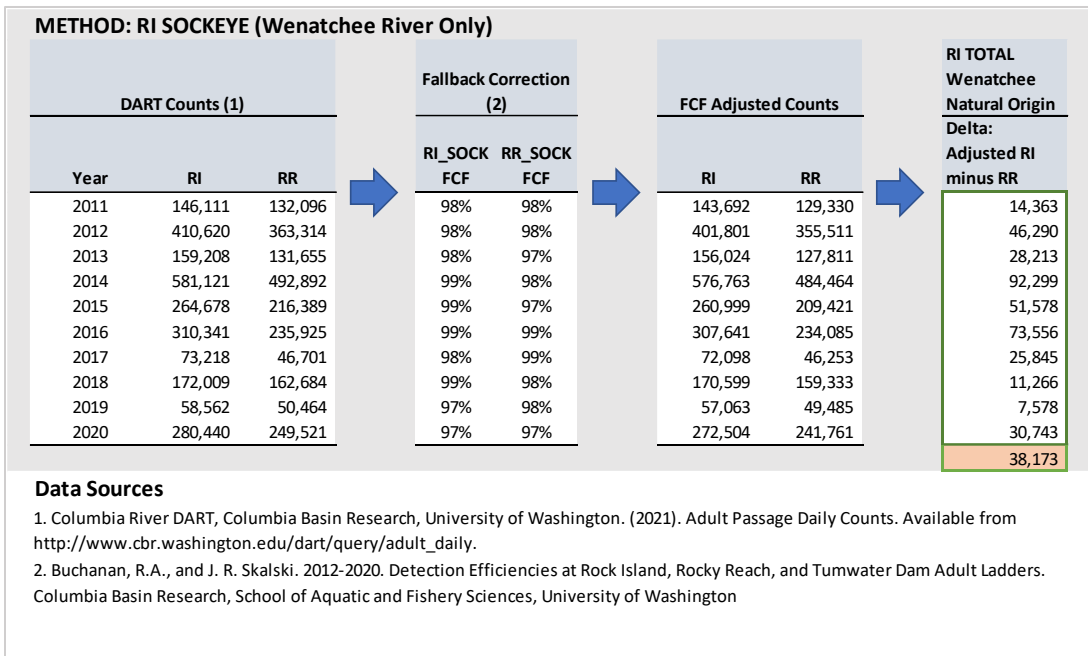 METHOD: RI SOCKEYE (Wenatchee River Only)
DART Counts (1) Fallback Correction (2) FCF Adjusted Counts RI TOTAL Wenatchee Natural Origin
Year RI RR RI_SOCK FCF RR_SOCK FCF RI RR Delta: Adjusted RI minus RR
2011 146,111 132,096 98% 98% 143,692 129,330 14,363
2012 410,620 363,314 98% 98% 401,801 355,511 46,290
2013 159,208 131,655 98% 97% 156,024 127,811 28,213
2014 581,121 492,892 99% 98% 576,763 484,464 92,299
2015 264,678 216,389 99% 97% 260,999 209,421 51,578
2016 310,341 235,925 99% 99% 307,641 234,085 73,556
2017 73,218 46,701 98% 99% 72,098 46,253 25,845
2018 172,009 162,684 99% 98% 170,599 159,333 11,266
2019 58,562 50,464 97% 98% 57,063 49,485 7,578
2020 280,440 249,521 97% 97% 272,504 241,761 30,743
38,173
Data Sources
1. Columbia River DART, Columbia Basin Research, University of Washington. (2021). Adult Passage Daily Counts. Available from
http://www.cbr.washington.edu/dart/query/adult_daily.
2. Buchanan, R.A., and J. R. Skalski. 2012-2020. Detection Efficiencies at Rock Island, Rocky Reach, and Tumwater Dam Adult Ladders.
Columbia Basin Research, School of Aquatic and Fishery Sciences, University of Washington